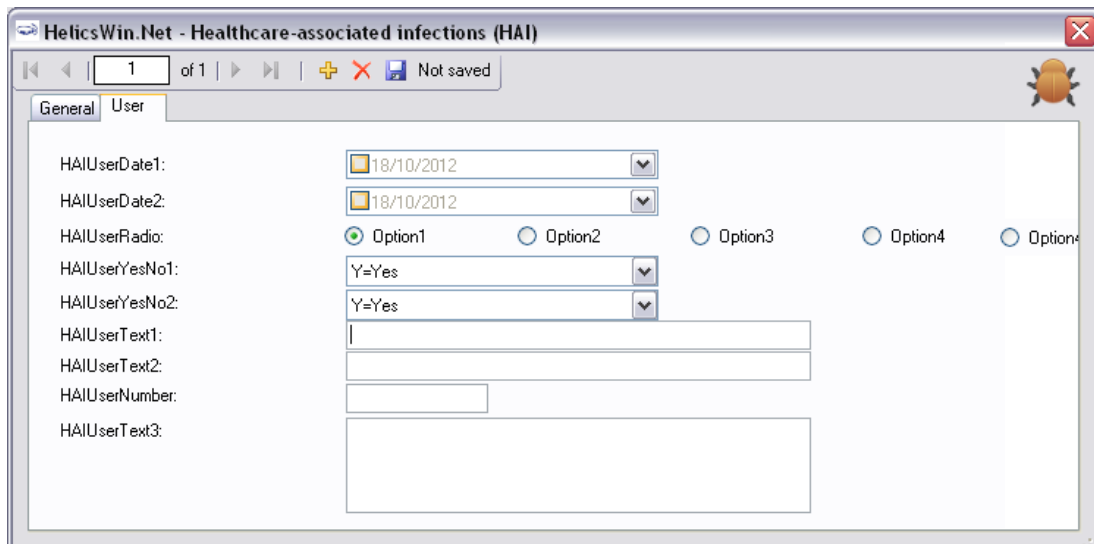 HelicsWin.Net - Healthcare-associated infections (HAI)
1 of 1 Not saved
General User
HAIUserDate1: 18/10/2012
HAIUserDate2: 18/10/2012
HAIUserRadio: Option1 Option2 Option3 Option4 Option4
HAIUserYesNo1: Y=Yes
HAIUserYesNo2: Y=Yes
HAIUserText1:
HAIUserText2:
HAIUserNumber:
HAIUserText3: